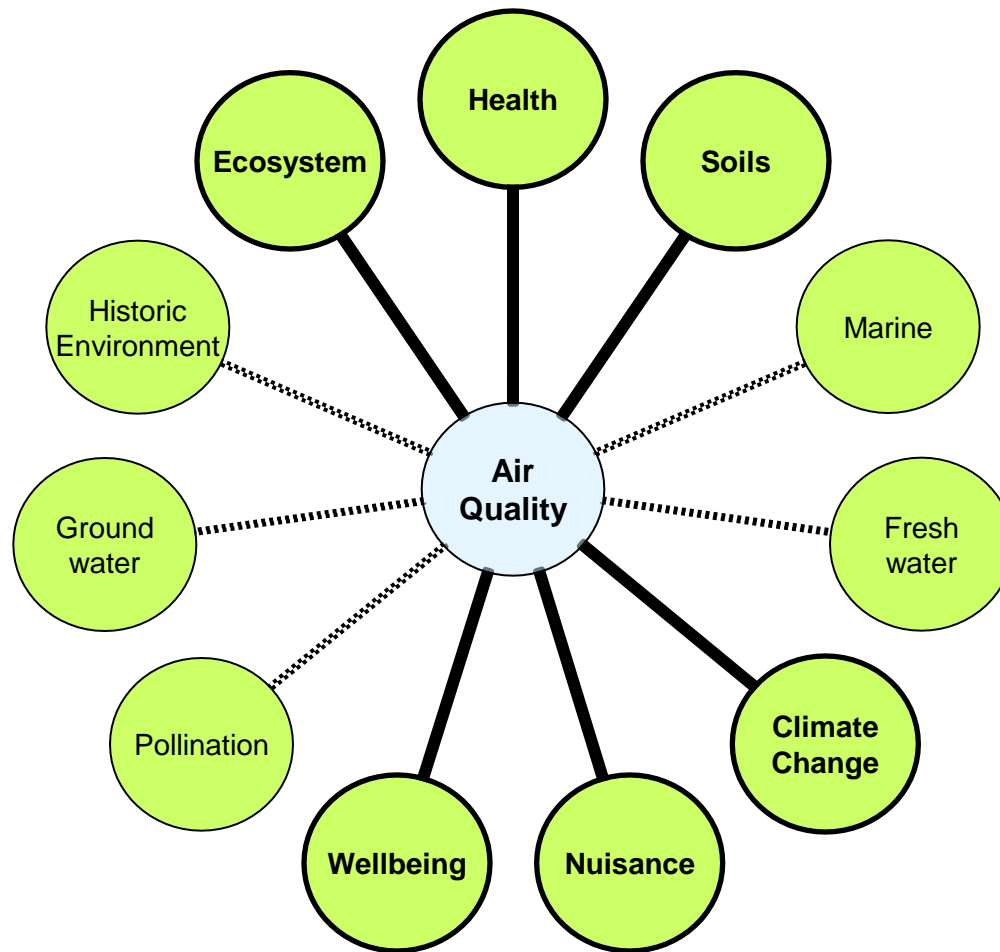 Health
Ecosystem
Soils
Historic
Environment
Marine
Air
Quality
Ground
water
Fresh
water
Pollination
Climate
Change
Wellbeing
Nuisance